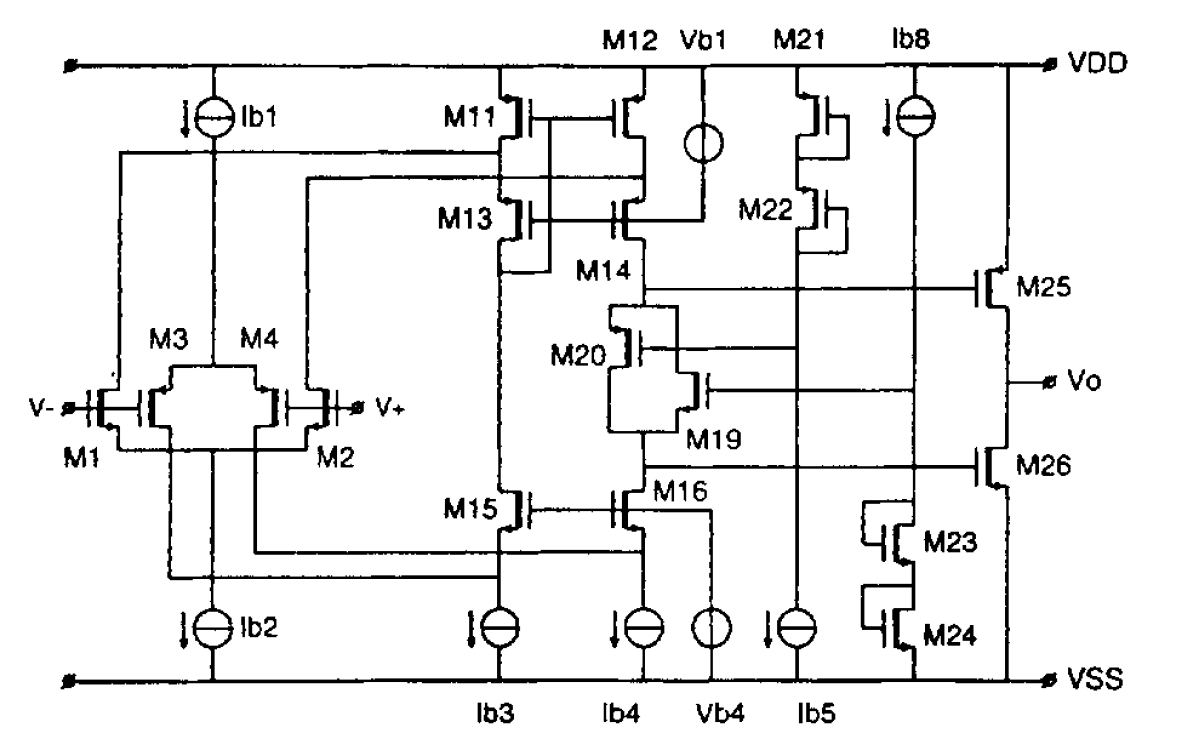 M12 Vb1 M21 Ib8
VDD
Ib1 M11
M13 M22
M14
M25
M3 M4
M20
V- V+ Vo
M19
M1 M2
M26
M16
M15
M23
Ib2 M24
VSS
Ib3 Ib4 Vb4 Ib5